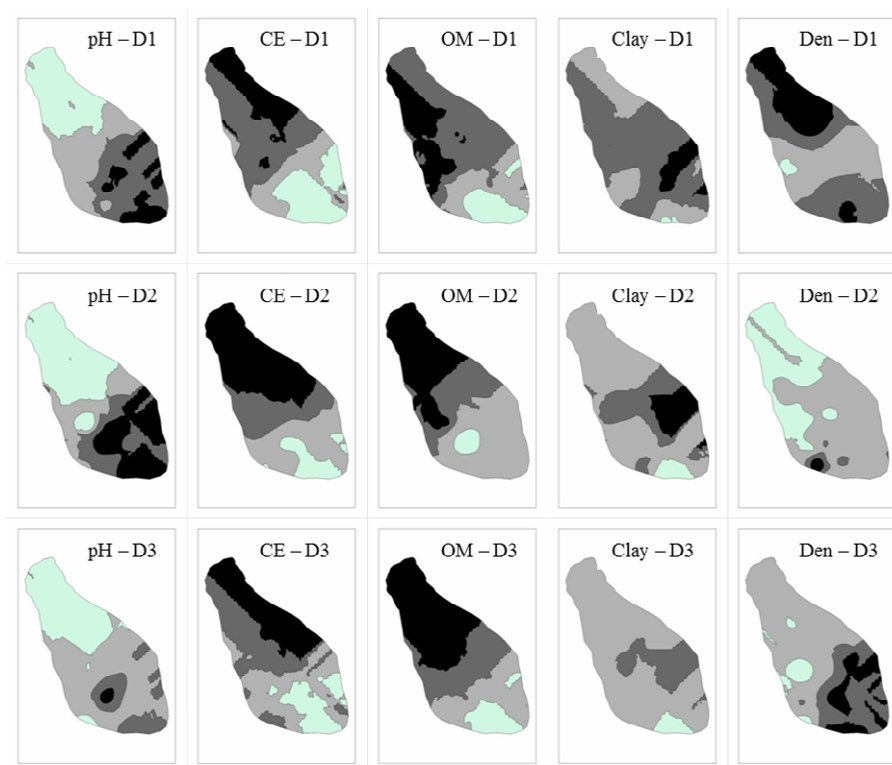 pH – D1 CE – D1 OM – D1 Clay – D1 Den – D1
pH – D2 CE – D2 OM – D2 Clay – D2 Den – D2
pH – D3 CE – D3 OM – D3 Clay – D3 Den – D3